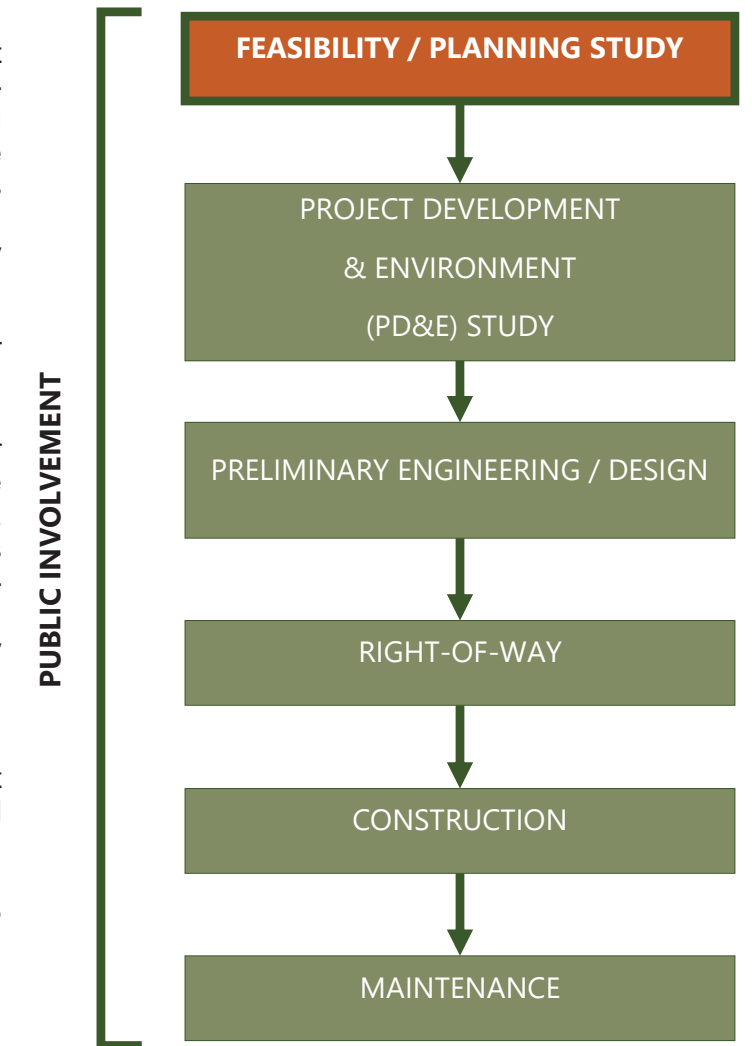 FEASIBILITY / PLANNING STUDY
PROJECT DEVELOPMENT
& ENVIRONMENT
(PD&E) STUDY
PRELIMINARY ENGINEERING / DESIGN
RIGHT-OF-WAY
CONSTRUCTION
MAINTENANCE
PUBLIC INVOLVEMENT